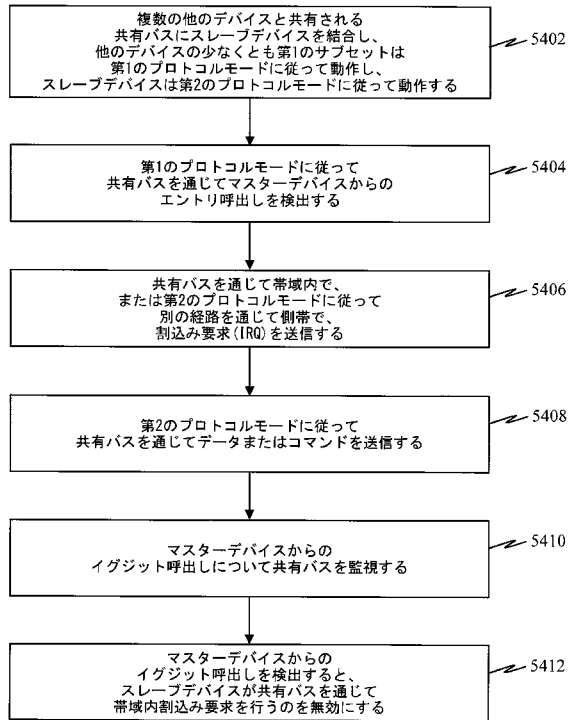 複数の他のデバイスと共有される
共有バスにスレーブデバイスを結合し、
他のデバイスの少なくとも第1のサブセットは
第1のプロトコルモードに従って動作し、
スレーブデバイスは第2のプロトコルモードに従って動作する
5402
第1のプロトコルモードに従って
共有バスを通じてマスターデバイスからの
エントリ呼出しを検出する
5404
共有バスを通じて帯域内で、
または第2のプロトコルモードに従って
別の経路を通じて側帯で、
割込み要求(IRQ)を送信する
5406
第2のプロトコルモードに従って
共有バスを通じてデータまたはコマンドを送信する
5408
マスターデバイスからの
イグジット呼出しについて共有バスを監視する
5410
マスターデバイスからの
イグジット呼出しを検出すると、
スレーブデバイスが共有バスを通じて
帯域内割込み要求を行うのを無効にする
5412